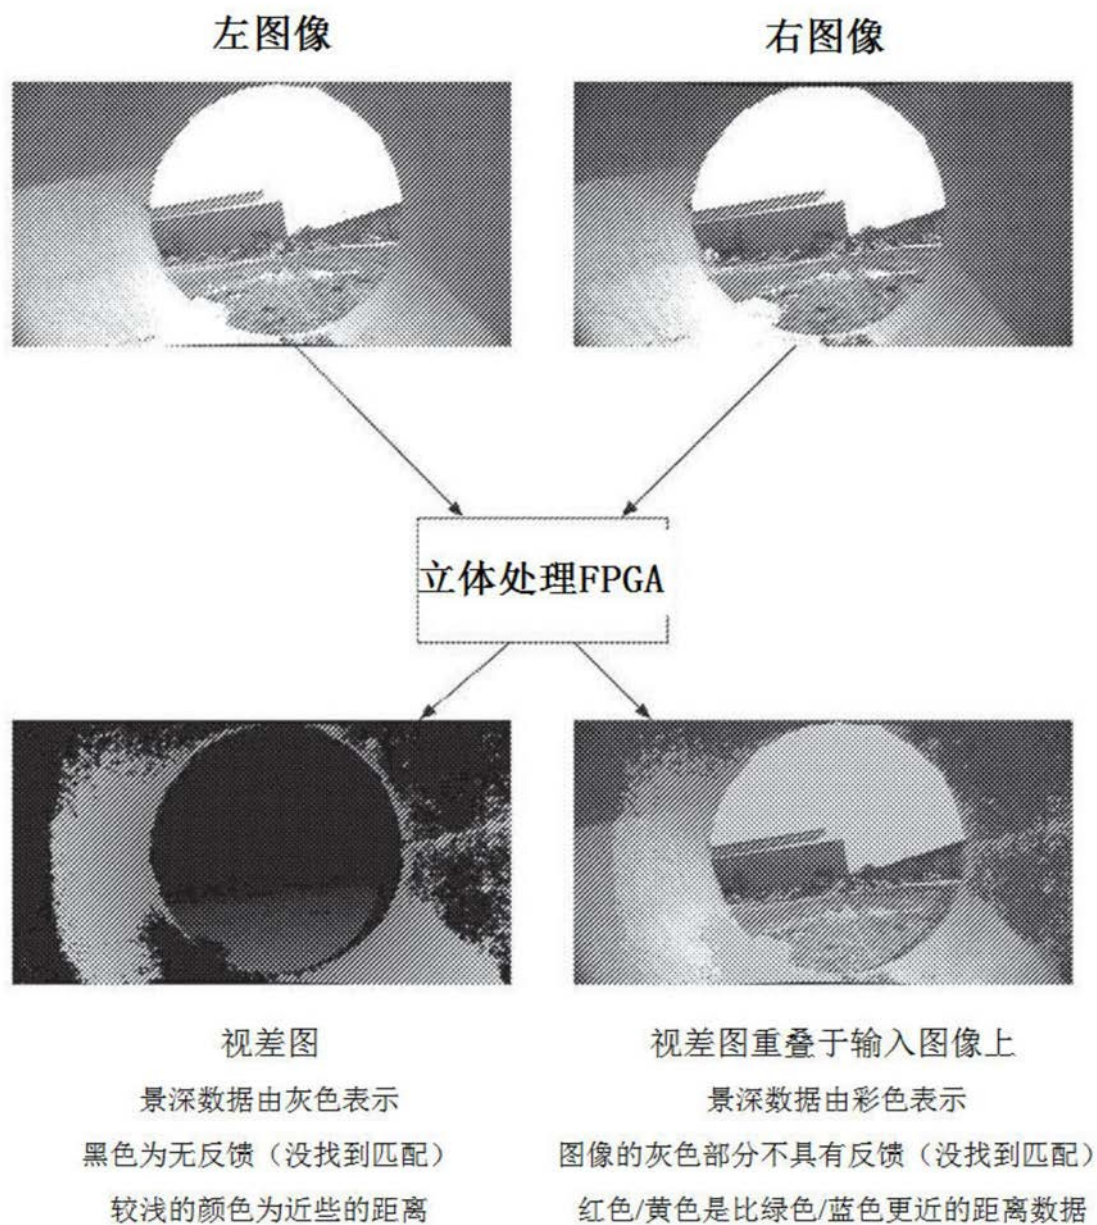 左图像
右图像
立体处理FPGA
视差图
景深数据由灰色表示
黑色为无反馈（没找到匹配）
较浅的颜色为近些的距离
视差图重叠于输入图像上
景深数据由彩色表示
图像的灰色部分不具有反馈（没找到匹配）
红色/黄色是比绿色/蓝色更近的距离数据